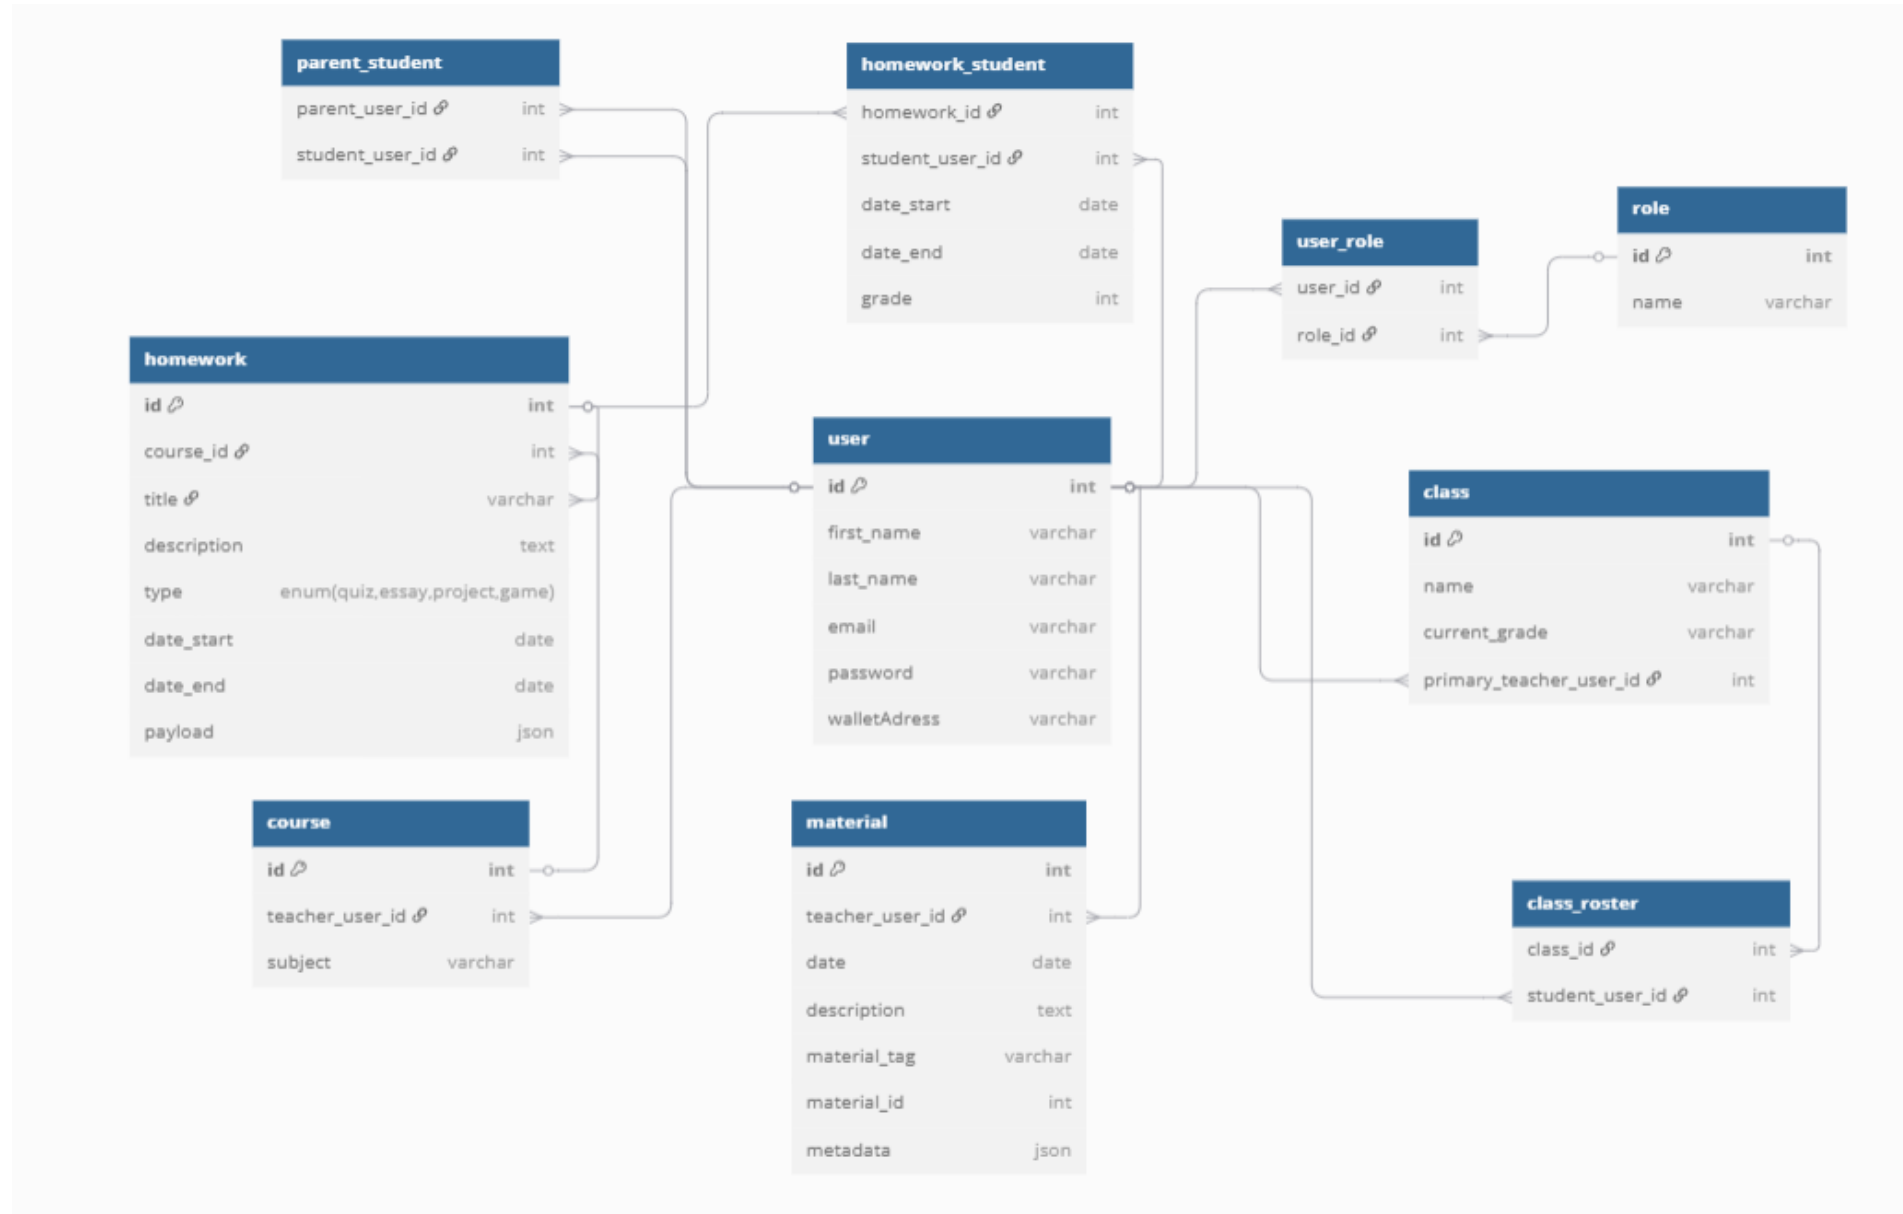 parent_student
parent_user_id int
student_user_id int
homework_student
homework_id int
student_user_id int
date_start date
date_end date
grade int
user_role
user_id int
role_id int
role
id int
name varchar
homework
id int
course_id int
title varchar
description text
type enum(quiz,essay,project,game)
date_start date
date_end date
payload json
user
id int
first_name varchar
last_name varchar
email varchar
password varchar
walletAdress varchar
class
id int
name varchar
current_grade varchar
primary_teacher_user_id int
course
id int
teacher_user_id int
subject varchar
material
id int
teacher_user_id int
date date
description text
material_tag varchar
material_id int
metadata json
class_roster
class_id int
student_user_id int